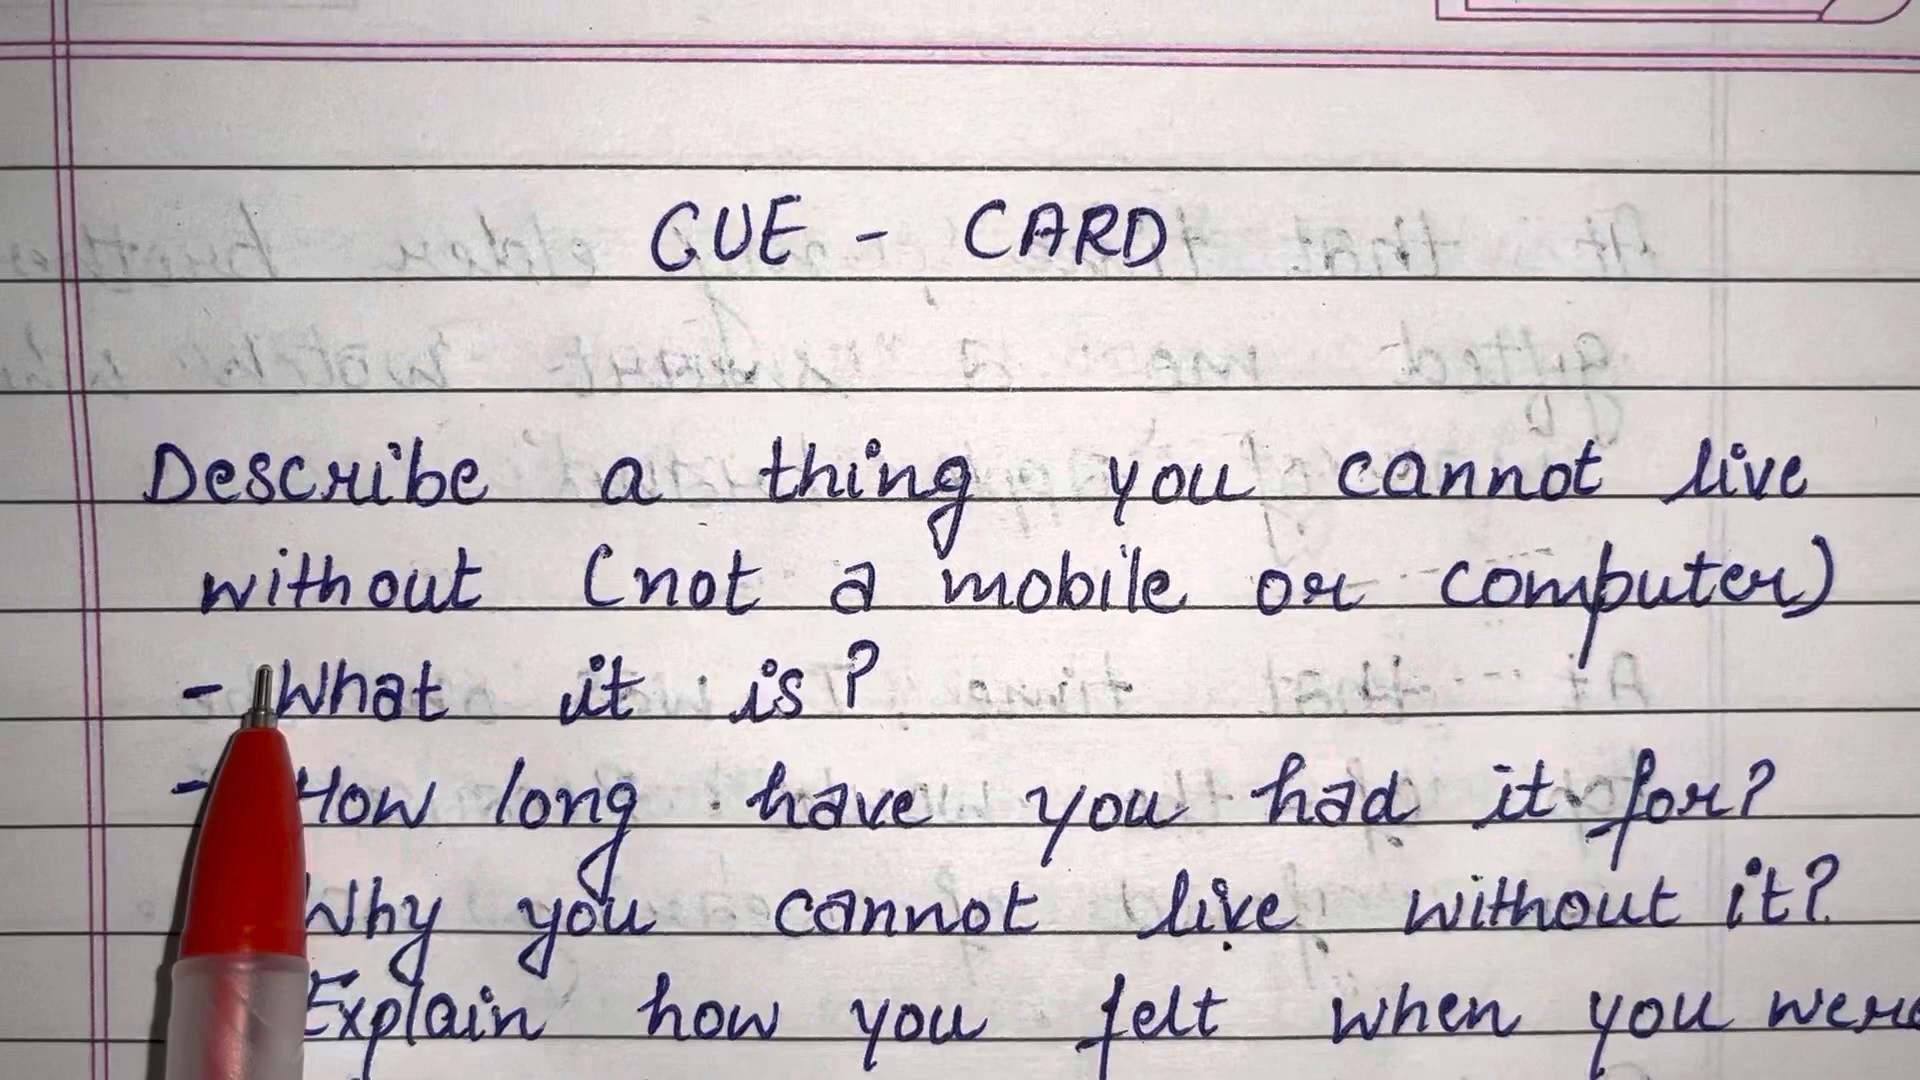 CUE - CARD
Describe a thing you cannot live
without (not a mobile or computer)
- What it is?
- How long have you had it for?
Why you cannot live without it?
Explain how you felt when you were